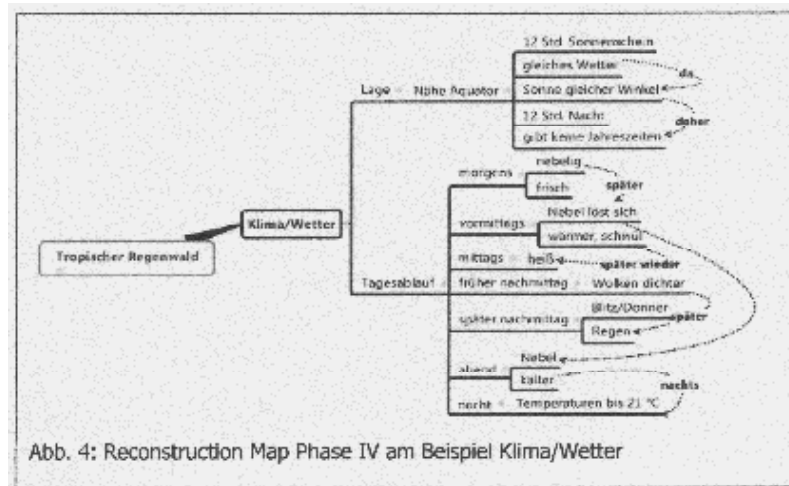 12 Std. Sonnenschein
gleiches Wetter
da
Lage
Nähe Äquator
Sonne gleicher Winkel
12 Std. Nacht
daher
gibt keine Jahreszeiten
nebelig
morgens
frisch
später
Nebel löst sich
Klima/Wetter
vormittags
wärmer, schwül
Tropischer Regenwald
mittags
heiß
später wieder
Tagesablauf
früher nachmittag
Wolken dichter
Blitz/Donner
später nachmittag
später
Regen
Nebel
abend
kälter
nachts
nacht
Temperaturen bis 21 °C
Abb. 4: Reconstruction Map Phase IV am Beispiel Klima/Wetter